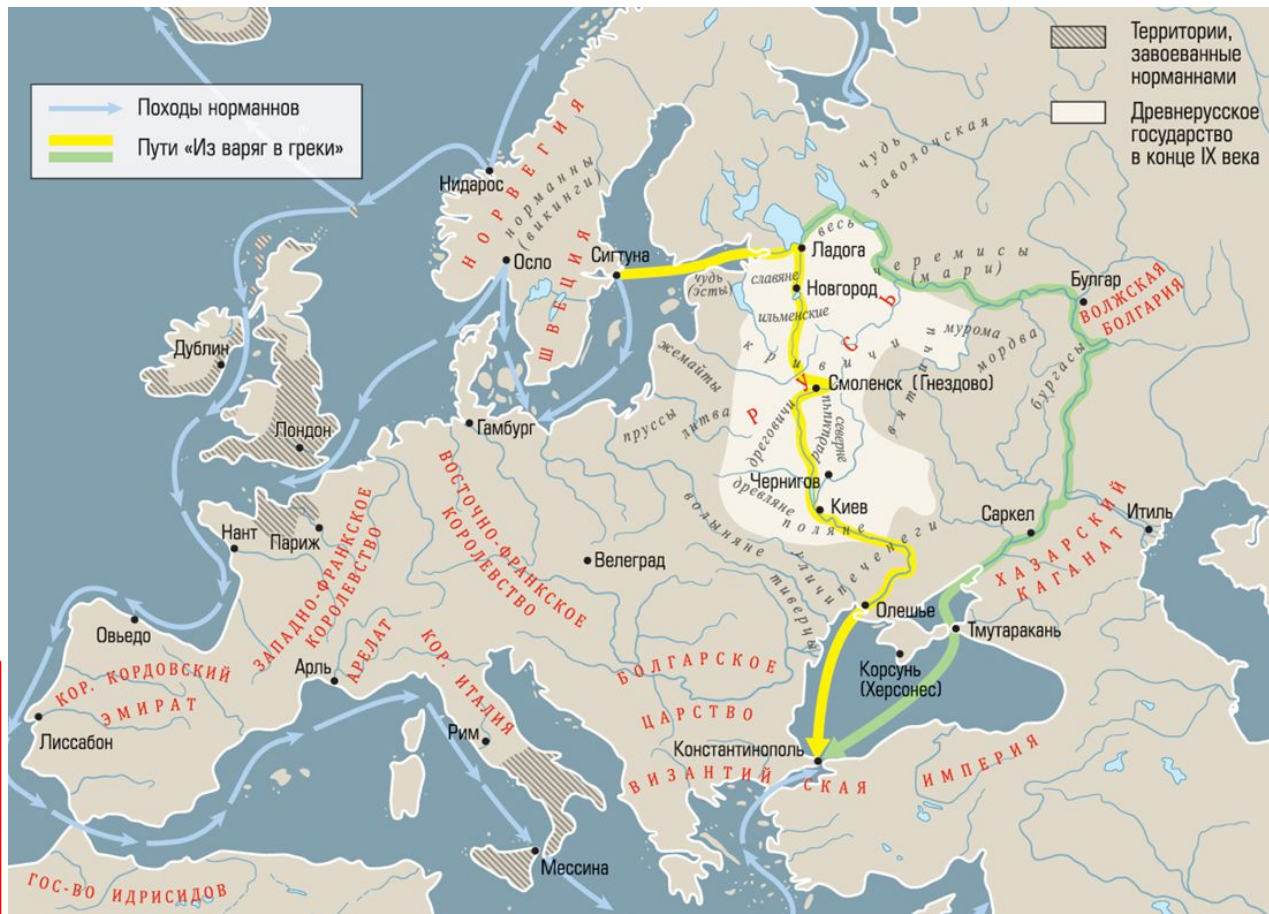 Походы норманнов
Пути «Из варяг в греки»
Территории,
завоеванные
норманнами
Древнерусское
государство
в конце IX века
чудь
заволочская
Нидарос
НОРВЕГИЯ
норманны
(викинги)
ШВЕЦИЯ
Осло
Сигтуна
весь
Ладога
чудь
(эсты)
славяне
ильменские
Новгород
черемисы
(мари)
Булгар
ВОЛЖСКАЯ
БОЛГАРИЯ
мурома
мордва
бургасы
Дублин
Лондон
жемайты
пруссы
литва
кривичи
РУСЬ
Смоленск (Гнездово)
вятичи
дреговичи
радимичи
северяне
Гамбург
Чернигов
древляне
Киев
поляне
волыняне
уличи
тиверцы
печенеги
ВОСТОЧНО-ФРАНКСКОЕ
КОРОЛЕВСТВО
Велеград
Нант
Париж
ЗАПАДНО-ФРАНКСКОЕ
КОРОЛЕВСТВО
Саркел
Итиль
ХАЗАРСКИЙ
КАГАНАТ
Олешье
Тмутаракань
Корсунь
(Херсонес)
Овьедо
Арль
АРЕЛАТ
КОР. ИТАЛИЯ
КОР. КОРДОВСКИЙ
ЭМИРАТ
Лиссабон
Рим
БОЛГАРСКОЕ
ЦАРСТВО
Константинополь
ВИЗАНТИЙСКАЯ ИМПЕРИЯ
Мессина
ГОС-ВО ИДРИСИДОВ